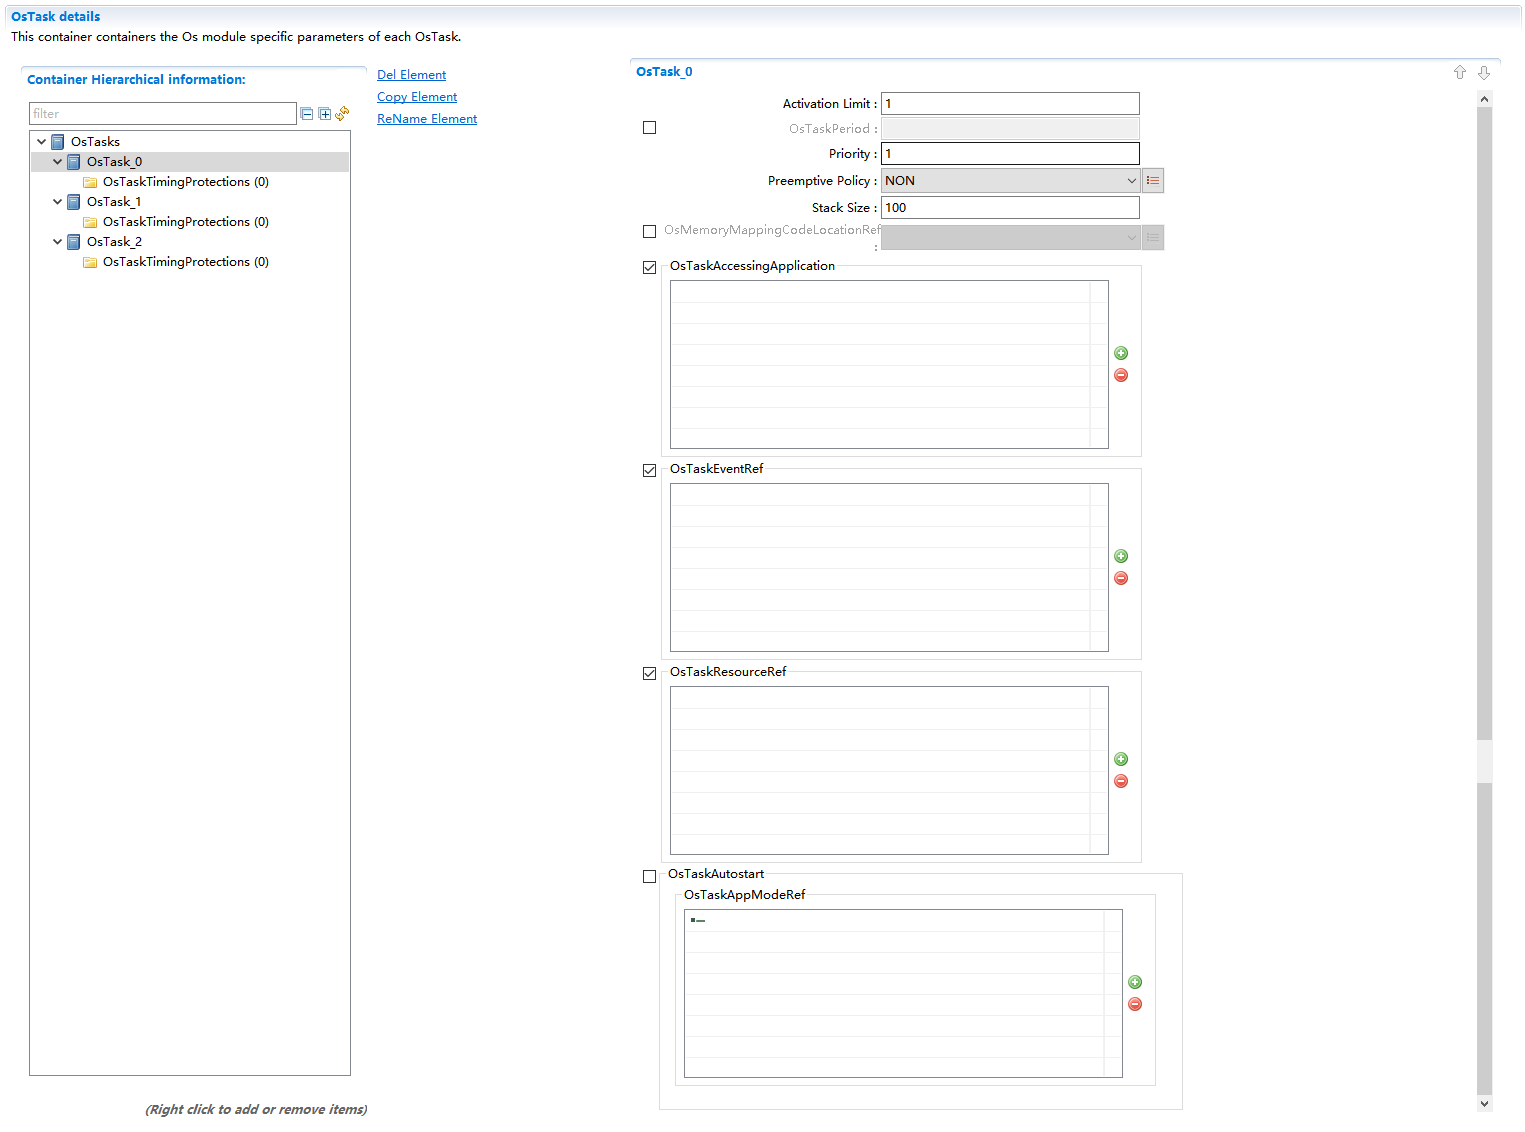 OsTask details
This container containers the Os module specific parameters of each OsTask.
Container Hierarchical information:
filter
OsTasks
OsTask_0
OsTaskTimingProtections (0)
OsTask_1
OsTaskTimingProtections (0)
OsTask_2
OsTaskTimingProtections (0)
(Right click to add or remove items)
Del Element
Copy Element
ReName Element
OsTask_0
Activation Limit : 1
OsTaskPeriod :
Priority : 1
Preemptive Policy : NON
Stack Size : 100
OsMemoryMappingCodeLocationRef
:
OsTaskAccessingApplication
OsTaskEventRef
OsTaskResourceRef
OsTaskAutostart
OsTaskAppModeRef